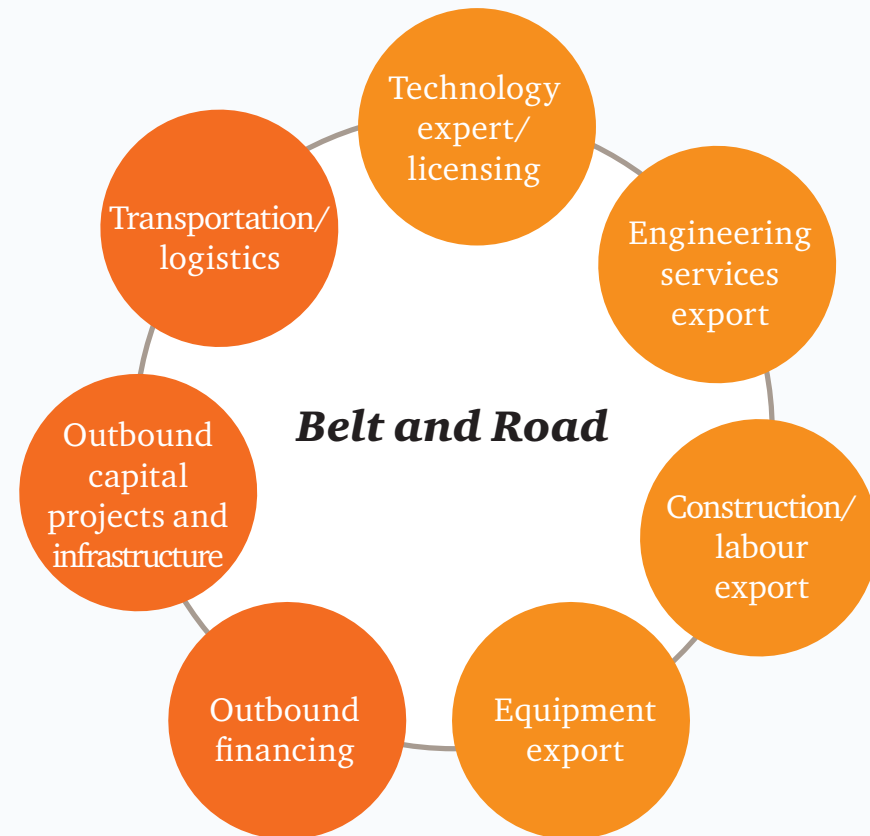 Technology
expert/
licensing
Engineering
services
export
Construction/
labour
export
Equipment
export
Outbound
financing
Outbound
capital
projects and
infrastructure
Transportation/
logistics
Belt and Road